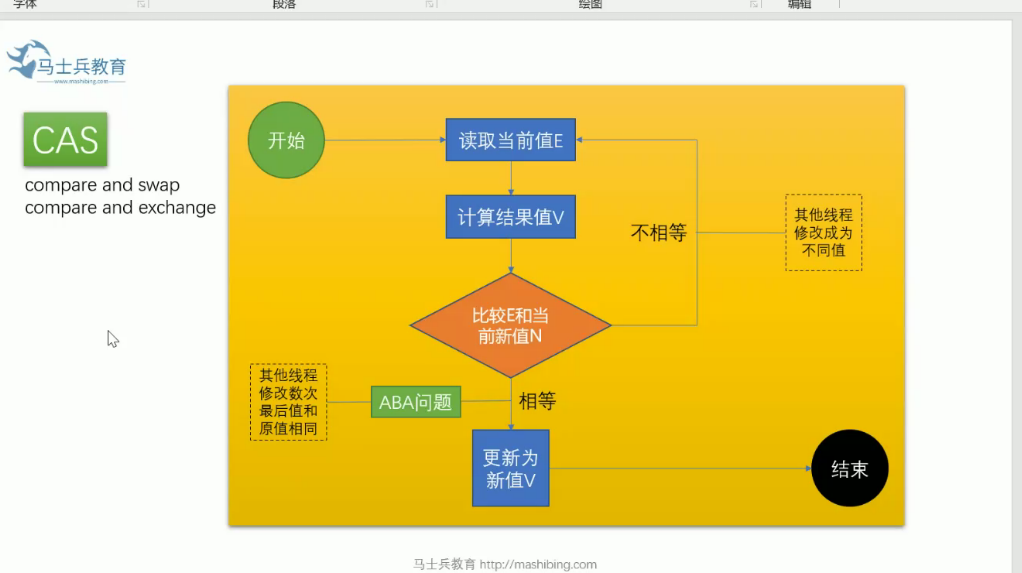 字体
段落
绘图
编辑
马士兵教育
www.mashibing.com
CAS
compare and swap
compare and exchange
开始
读取当前值E
计算结果值V
不相等
其他线程
修改成为
不同值
比较E和当
前新值N
其他线程
修改数次
最后值和
原值相同
ABA问题
相等
更新为
新值V
结束
马士兵教育 http://mashibing.com